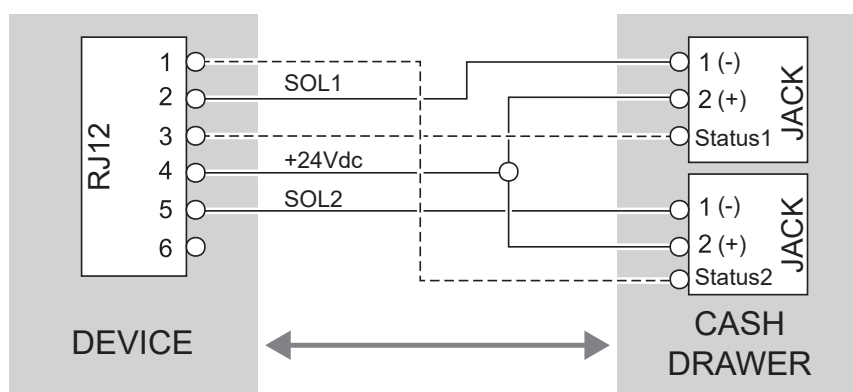 RJ12
1
2
3
4
5
6
SOL1
+24Vdc
SOL2
1 (-)
2 (+)
Status1
JACK
1 (-)
2 (+)
Status2
JACK
DEVICE
CASH
DRAWER